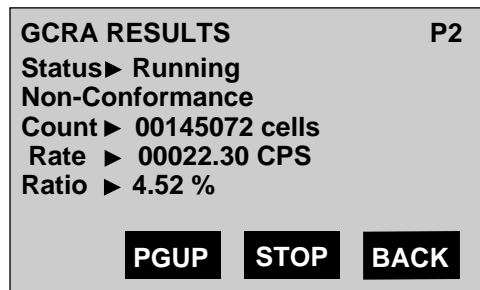 GCRA RESULTS P2
Status► Running
Non-Conformance
Count► 00145072 cells
Rate ► 00022.30 CPS
Ratio ► 4.52 %
PGUP STOP BACK